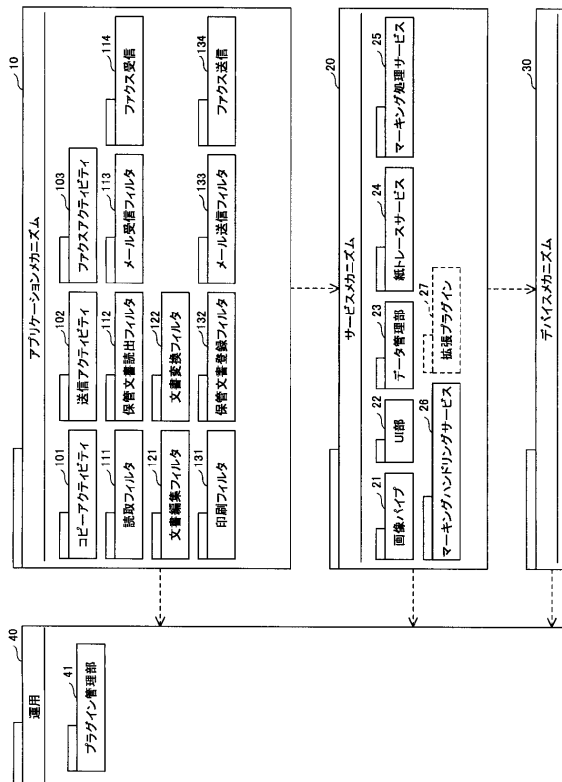 運用
40
プラグイン管理部
41
アプリケーションメカニズム
10
コピーアクティビティ
101
送信アクティビティ
102
ファクスアクティビティ
103
読取フィルタ
111
保管文書読出フィルタ
112
メール受信フィルタ
113
ファクス受信
114
文書編集フィルタ
121
文書変換フィルタ
122
印刷フィルタ
131
保管文書登録フィルタ
132
メール送信フィルタ
133
ファクス送信
134
サービスメカニズム
20
画像パイプ
21
UI部
22
データ管理部
23
紙トレースサービス
24
マーキング処理サービス
25
マーキングハンドリングサービス
26
拡張プラグイン
27
デバイスメカニズム
30